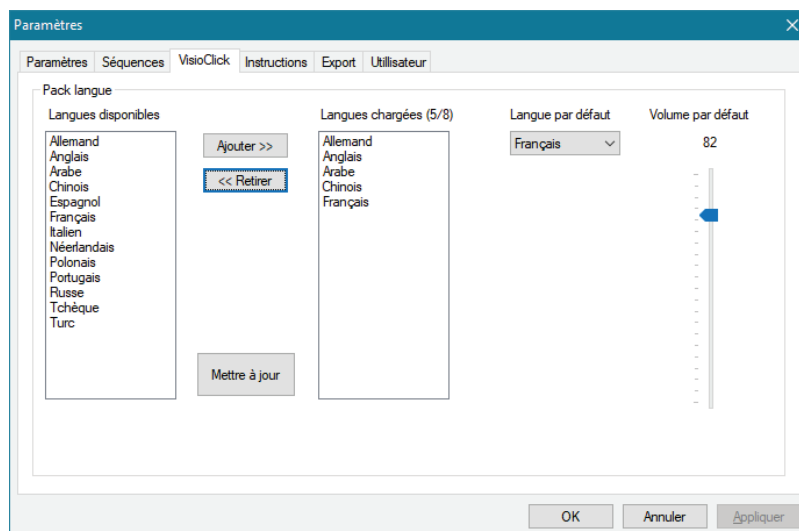 Paramètres
Paramètres Séquences VisioClick Instructions Export Utilisateur
Pack langue
Langues disponibles
Allemand
Anglais
Arabe
Chinois
Espagnol
Français
Italien
Néerlandais
Polonais
Portugais
Russe
Tchèque
Turc
Ajouter >>
<< Retirer
Mettre à jour
Langues chargées (5/8)
Allemand
Anglais
Arabe
Chinois
Français
Langue par défaut
Français
Volume par défaut
82
OK Annuler Appliquer